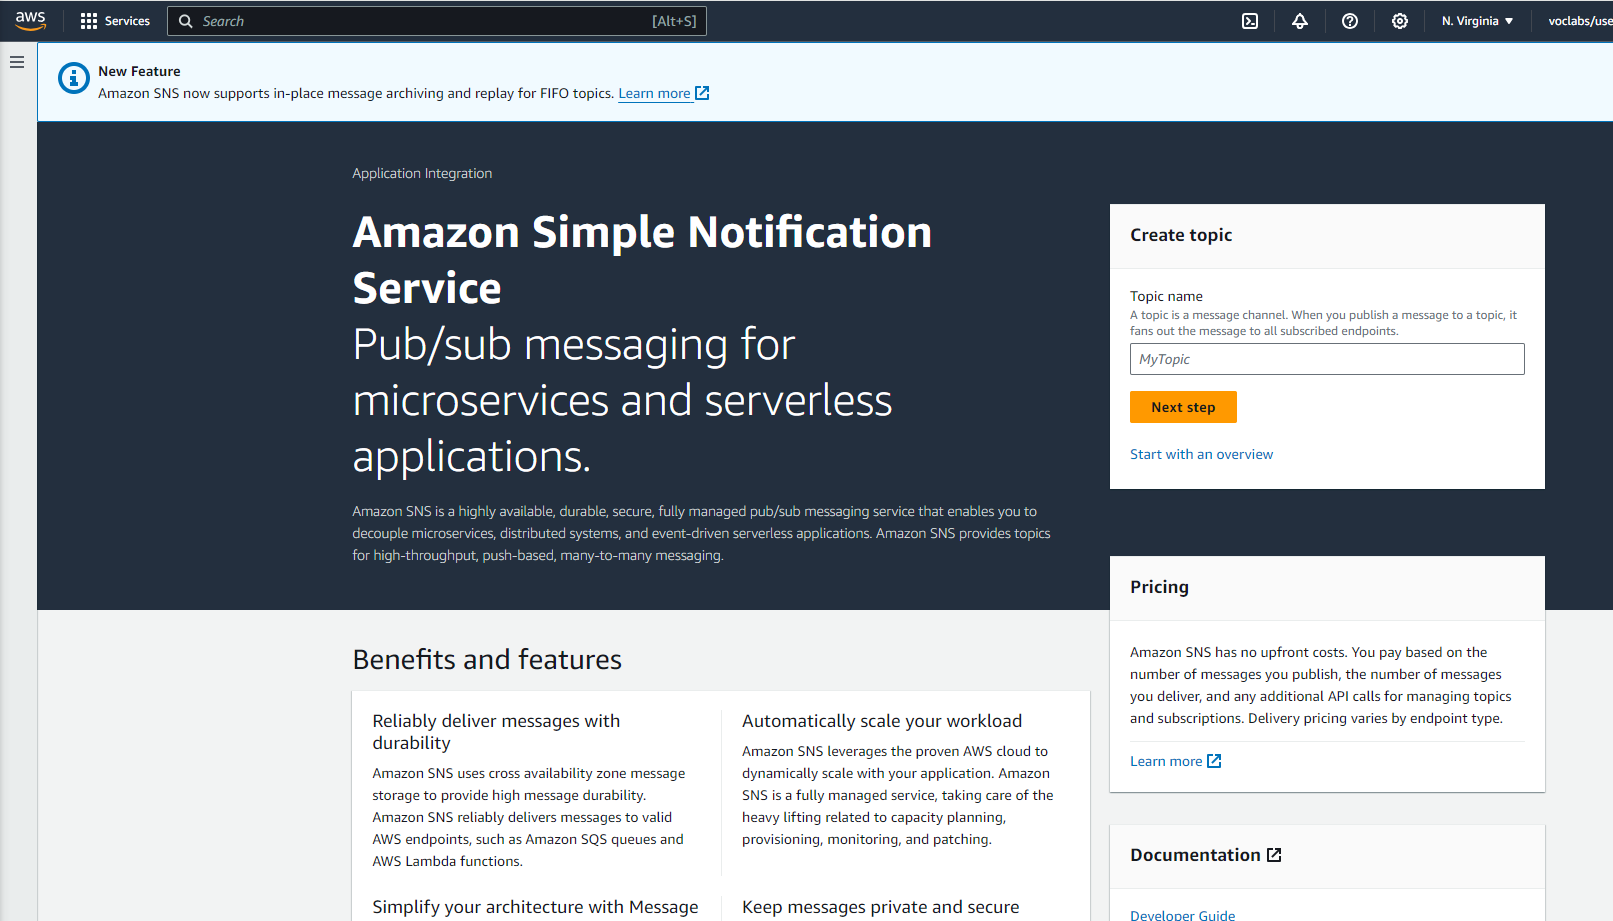 aws
Services
Search
[Alt+S]
N. Virginia
voclabs/use
New Feature
Amazon SNS now supports in-place message archiving and replay for FIFO topics. Learn more
Application Integration
Amazon Simple Notification
Service
Pub/sub messaging for
microservices and serverless
applications.
Amazon SNS is a highly available, durable, secure, fully managed pub/sub messaging service that enables you to
decouple microservices, distributed systems, and event-driven serverless applications. Amazon SNS provides topics
for high-throughput, push-based, many-to-many messaging.
Create topic
Topic name
A topic is a message channel. When you publish a message to a topic, it
fans out the message to all subscribed endpoints.
MyTopic
Next step
Start with an overview
Pricing
Amazon SNS has no upfront costs. You pay based on the
number of messages you publish, the number of messages
you deliver, and any additional API calls for managing topics
and subscriptions. Delivery pricing varies by endpoint type.
Learn more
Documentation
Developer Guide
Benefits and features
Reliably deliver messages with
durability
Amazon SNS uses cross availability zone message
storage to provide high message durability.
Amazon SNS reliably delivers messages to valid
AWS endpoints, such as Amazon SQS queues and
AWS Lambda functions.
Automatically scale your workload
Amazon SNS leverages the proven AWS cloud to
dynamically scale with your application. Amazon
SNS is a fully managed service, taking care of the
heavy lifting related to capacity planning,
provisioning, monitoring, and patching.
Simplify your architecture with Message
Keep messages private and secure